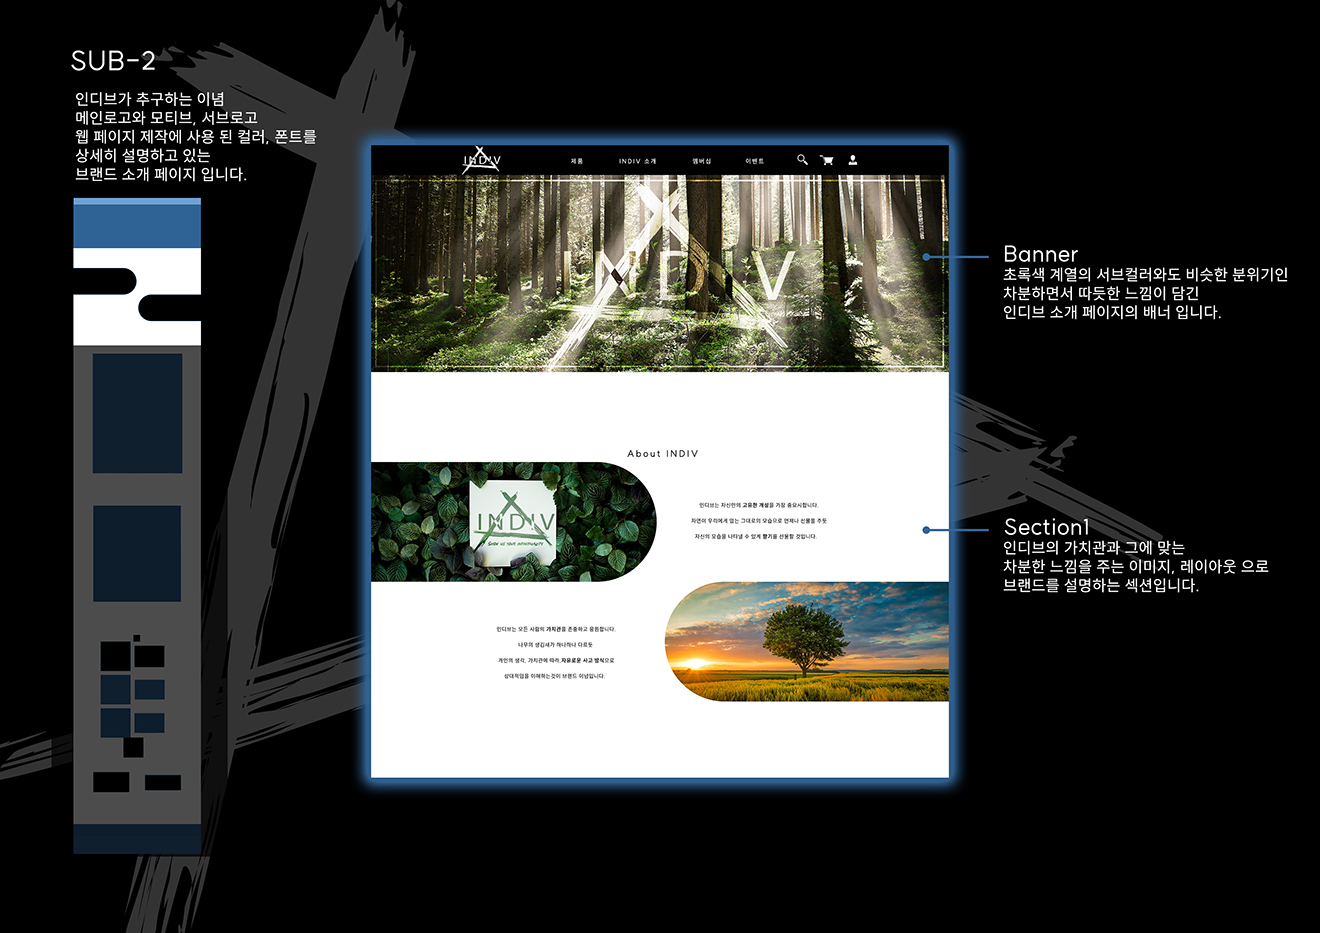 SUB-2
인디브가 추구하는 이념
메인로고와 모티브, 서브로고
웹 페이지 제작에 사용 된 컬러, 폰트를
상세히 설명하고 있는
브랜드 소개 페이지 입니다.
INDIV
제품
INDIV 소개
멤버십
이벤트
INDIV
Banner
초록색 계열의 서브컬러와도 비슷한 분위기인
차분하면서 따듯한 느낌이 담긴
인디브 소개 페이지의 배너 입니다.
About INDIV
INDIV
SHOW US YOUR INDIVIDUALITY
인디브는 자신만의 고유한 개성을 가장 중요시합니다.
자연이 우리에게 없는 그대로의 모습으로 언제나 선물을 주듯
자신의 모습을 나타낼 수 있게 향기를 선물할 것입니다.
Section1
인디브의 가치관과 그에 맞는
차분한 느낌을 주는 이미지, 레이아웃 으로
브랜드를 설명하는 섹션입니다.
인디브는 모든 사람의 가치관을 존중하고 응원합니다.
나무의 생김새가 하나하나 다르듯
개인의 생각, 가치관에 따라 자유로운 사고 방식으로
상대적임을 이해하는것이 브랜드 이념입니다.